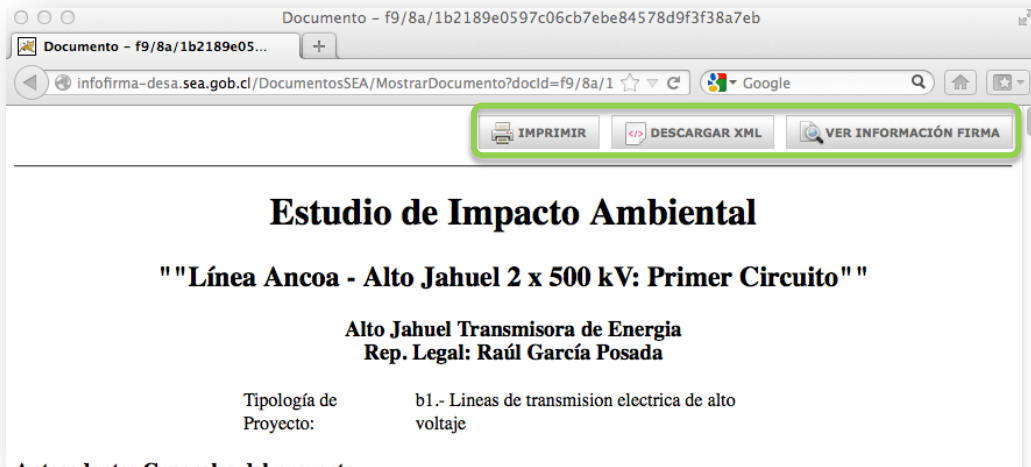 Documento – f9/8a/1b2189e0597c06cb7ebe84578d9f3f38a7eb
Documento – f9/8a/1b2189e05...
infofirma-desa.sea.gob.cl/DocumentosSEA/MostrarDocumento?docId=f9/8a/1 Google
IMPRIMIR DESCARGAR XML VER INFORMACIÓN FIRMA
Estudio de Impacto Ambiental
""Línea Ancoa - Alto Jahuel 2 x 500 kV: Primer Circuito""
Alto Jahuel Transmisora de Energia
Rep. Legal: Raúl García Posada
Tipología de b1.- Lineas de transmision electrica de alto
Proyecto: voltaje